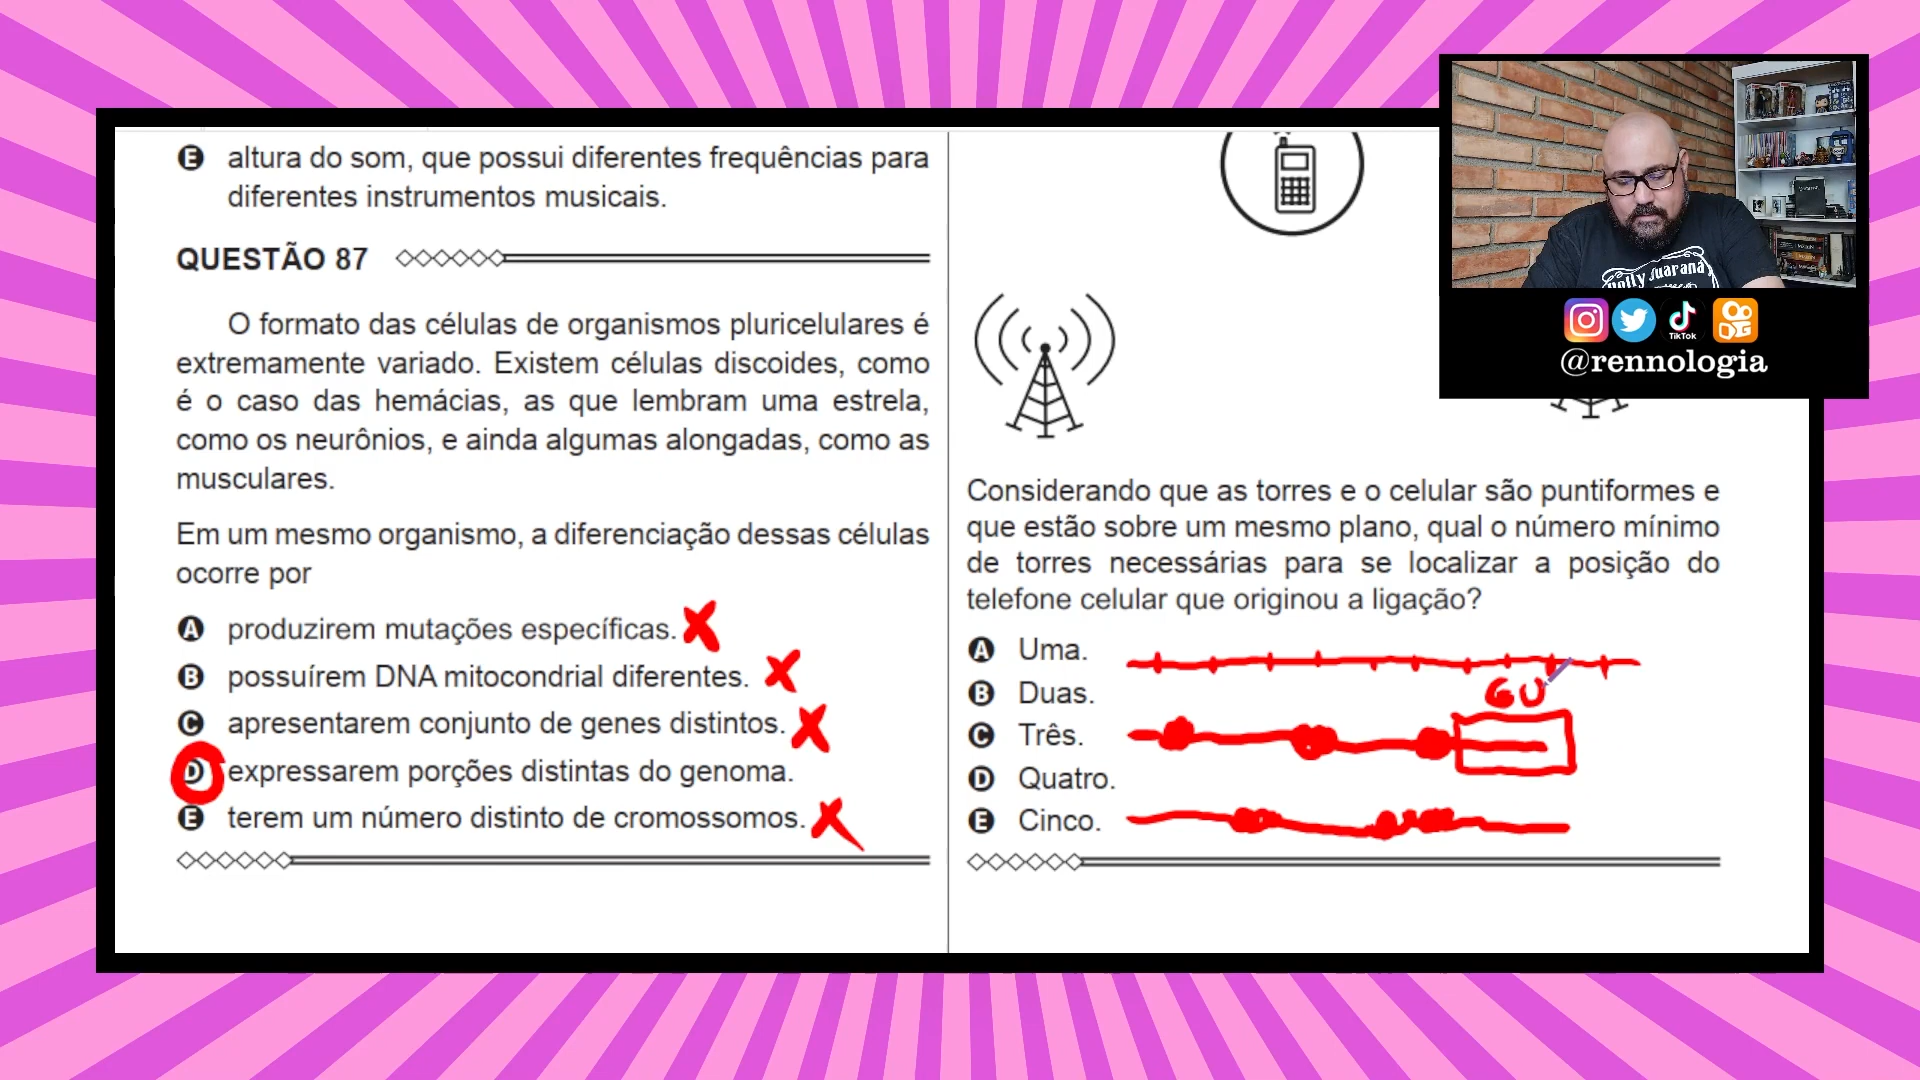 E altura do som, que possui diferentes frequências para
diferentes instrumentos musicais.
QUESTÃO 87
O formato das células de organismos pluricelulares é
extremamente variado. Existem células discoides, como
é o caso das hemácias, as que lembram uma estrela,
como os neurônios, e ainda algumas alongadas, como as
musculares.
Em um mesmo organismo, a diferenciação dessas células
ocorre por
A produzirem mutações específicas.
B possuírem DNA mitocondrial diferentes.
C apresentarem conjunto de genes distintos.
D expressarem porções distintas do genoma.
E terem um número distinto de cromossomos.
Considerando que as torres e o celular são puntiformes e
que estão sobre um mesmo plano, qual o número mínimo
de torres necessárias para se localizar a posição do
telefone celular que originou a ligação?
A Uma.
B Duas.
GU
C Três.
D Quatro.
E Cinco.
TikTok
@rennologia